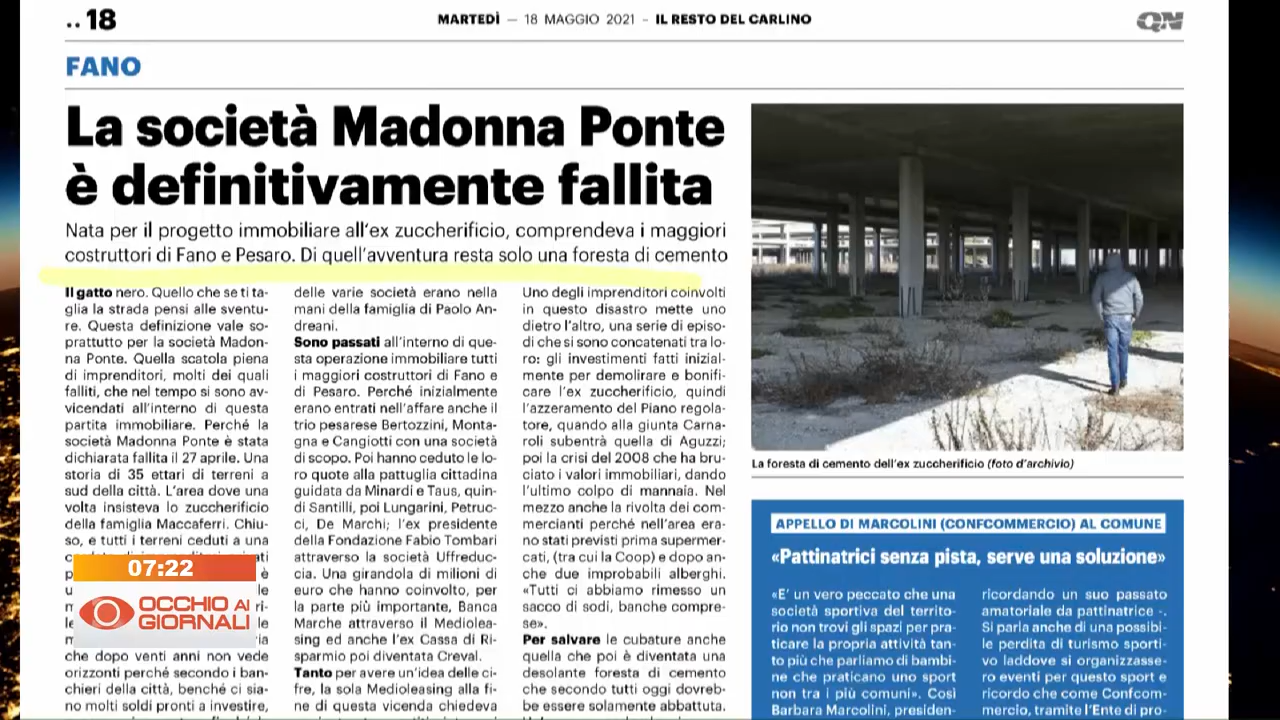 .. 18
MARTEDÌ — 18 MAGGIO 2021 – IL RESTO DEL CARLINO
QN
FANO
La società Madonna Ponte
è definitivamente fallita
Nata per il progetto immobiliare all'ex zuccherificio, comprendeva i maggiori
costruttori di Fano e Pesaro. Di quell'avventura resta solo una foresta di cemento
Il gatto nero. Quello che se ti ta-
glia la strada pensi alle sventu-
re. Questa definizione vale so-
prattutto per la società Madon-
na Ponte. Quella scatola piena
di imprenditori, molti dei quali
falliti, che nel tempo si sono av-
vicendati all'interno di questa
partita immobiliare. Perché la
società Madonna Ponte è stata
dichiarata fallita il 27 aprile. Una
storia di 35 ettari di terreni a
sud della città. L'area dove una
volta insisteva lo zuccherificio
della famiglia Maccaferri. Chiu-
so, e tutti i terreni ceduti a una
che dopo venti anni non vede
orizzonti perché secondo i ban-
chieri della città, benché ci sia-
no molti soldi pronti a investire,
delle varie società erano nella
mani della famiglia di Paolo An-
dreani.
Sono passati all'interno di que-
sta operazione immobiliare tutti
i maggiori costruttori di Fano e
di Pesaro. Perché inizialmente
erano entrati nell'affare anche il
trio pesarese Bertozzini, Monta-
gna e Cangiotti con una società
di scopo. Poi hanno ceduto le lo-
ro quote alla pattuglia cittadina
guidata da Minardi e Taus, quin-
di Santilli, poi Lungarini, Petruc-
ci, De Marchi; l'ex presidente
della Fondazione Fabio Tombari
attraverso la società Uffreduc-
cia. Una girandola di milioni di
euro che hanno coinvolto, per
la parte più importante, Banca
Marche attraverso il Mediolea-
sing ed anche l'ex Cassa di Ri-
sparmio poi diventata Creval.
Tanto per avere un'idea delle ci-
fre, la sola Medioleasing alla fi-
ne di questa vicenda chiedeva
Uno degli imprenditori coinvolti
in questo disastro mette uno
dietro l'altro, una serie di episo-
di che si sono concatenati tra lo-
ro: gli investimenti fatti inizial-
mente per demolirare e bonifi-
care l'ex zuccherificio, quindi
l'azzeramento del Piano regola-
tore, quando alla giunta Carna-
roli subentrà quella di Aguzzi;
poi la crisi del 2008 che ha bru-
ciato i valori immobiliari, dando
l'ultimo colpo di mannaia. Nel
mezzo anche la rivolta dei com-
mercianti perché nell'area era-
no stati previsti prima supermer-
cati, (tra cui la Coop) e dopo an-
che due improbabili alberghi.
«Tutti ci abbiamo rimesso un
sacco di sodi, banche compre-
se».
Per salvare le cubature anche
quella che poi è diventata una
desolante foresta di cemento
che secondo tutti oggi dovreb-
be essere solamente abbattuta.
La foresta di cemento dell'ex zuccherificio (foto d'archivio)
APPELLO DI MARCOLINI (CONFCOMMERCIO) AL COMUNE
«Pattinatrici senza pista, serve una soluzione»
«E' un vero peccato che una
società sportiva del territo-
rio non trovi gli spazi per pra-
ticare la propria attività tan-
to più che parliamo di bambi-
ne che praticano uno sport
non tra i più comuni». Così
Barbara Marcolini, presiden-
ricordando un suo passato
amatoriale da pattinatrice -.
Si parla anche di una possibi-
le perdita di turismo sporti-
vo laddove si organizzasse-
ro eventi per questo sport e
ricordo che come Confcom-
mercio, tramite l'Ente di pro-
07:22
OCCHIO AI
GIORNALI